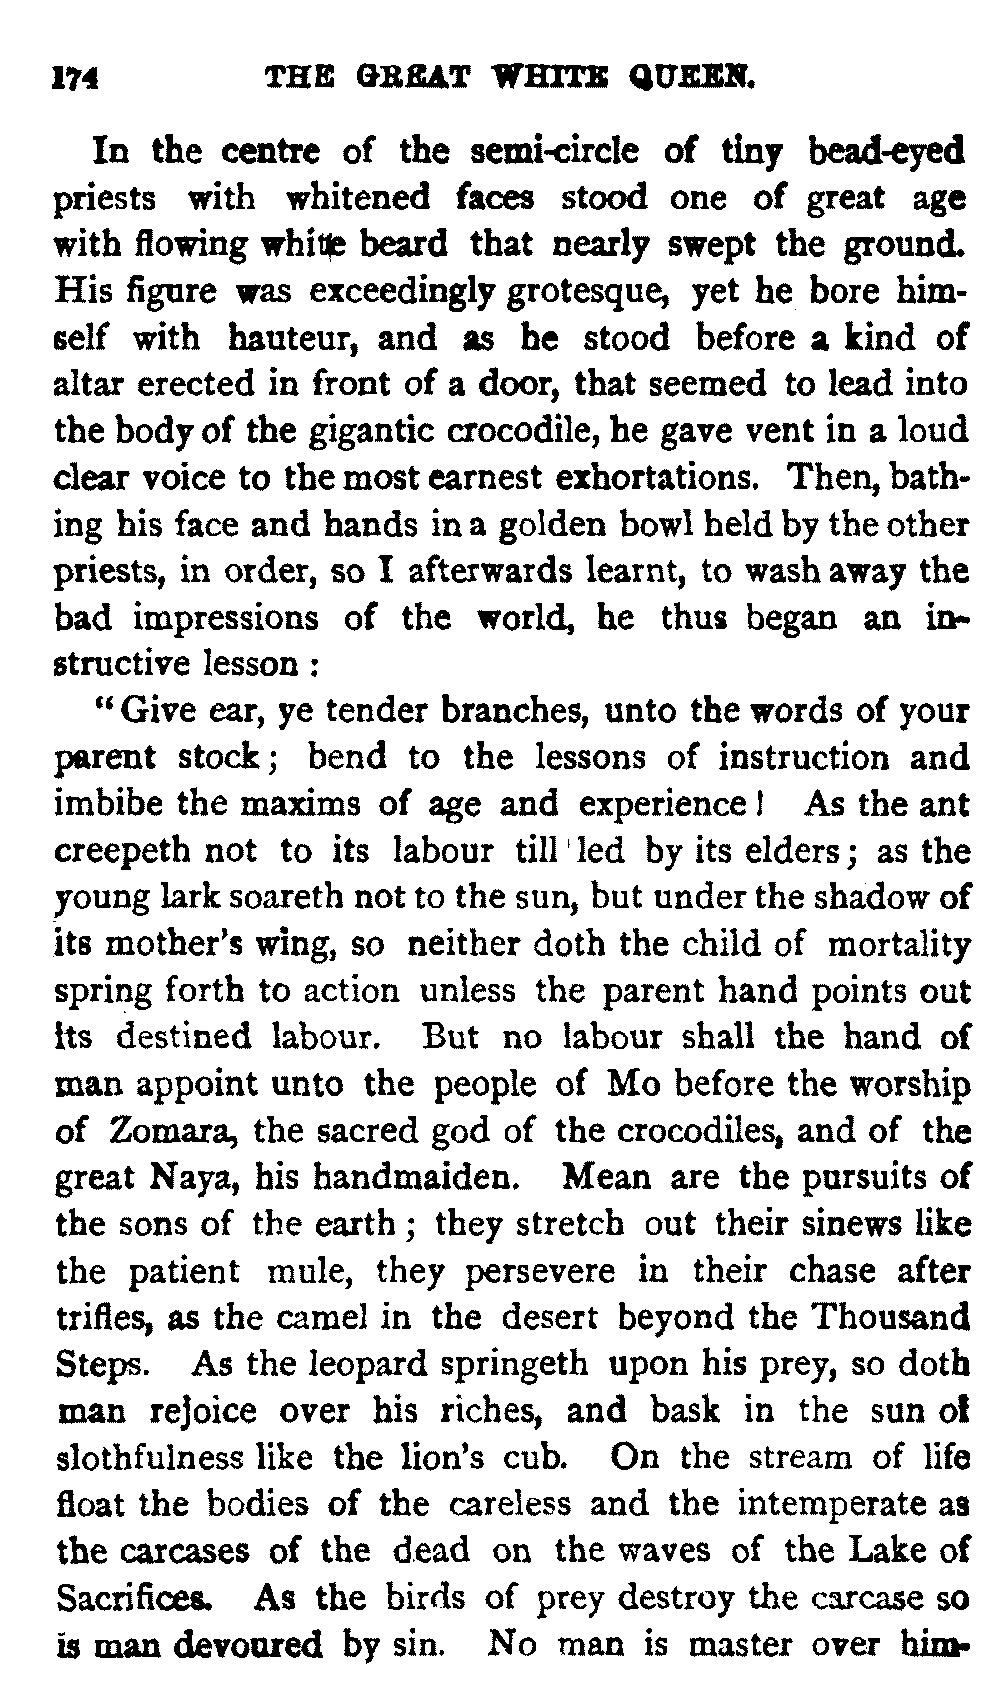 174 THE GREAT WHITE QUEEN.
In the centre of the semi-circle of tiny bead-eyed
priests with whitened faces stood one of great age
with flowing white beard that nearly swept the ground.
His figure was exceedingly grotesque, yet he bore him-
self with hauteur, and as he stood before a kind of
altar erected in front of a door, that seemed to lead into
the body of the gigantic crocodile, he gave vent in a loud
clear voice to the most earnest exhortations. Then, bath-
ing his face and hands in a golden bowl held by the other
priests, in order, so I afterwards learnt, to wash away the
bad impressions of the world, he thus began an in-
structive lesson :
"Give ear, ye tender branches, unto the words of your
parent stock; bend to the lessons of instruction and
imbibe the maxims of age and experience! As the ant
creepeth not to its labour till led by its elders; as the
young lark soareth not to the sun, but under the shadow of
its mother's wing, so neither doth the child of mortality
spring forth to action unless the parent hand points out
its destined labour. But no labour shall the hand of
man appoint unto the people of Mo before the worship
of Zomara, the sacred god of the crocodiles, and of the
great Naya, his handmaiden. Mean are the pursuits of
the sons of the earth; they stretch out their sinews like
the patient mule, they persevere in their chase after
trifles, as the camel in the desert beyond the Thousand
Steps. As the leopard springeth upon his prey, so doth
man rejoice over his riches, and bask in the sun of
slothfulness like the lion's cub. On the stream of life
float the bodies of the careless and the intemperate as
the carcases of the dead on the waves of the Lake of
Sacrifices. As the birds of prey destroy the carcase so
is man devoured by sin. No man is master over him-